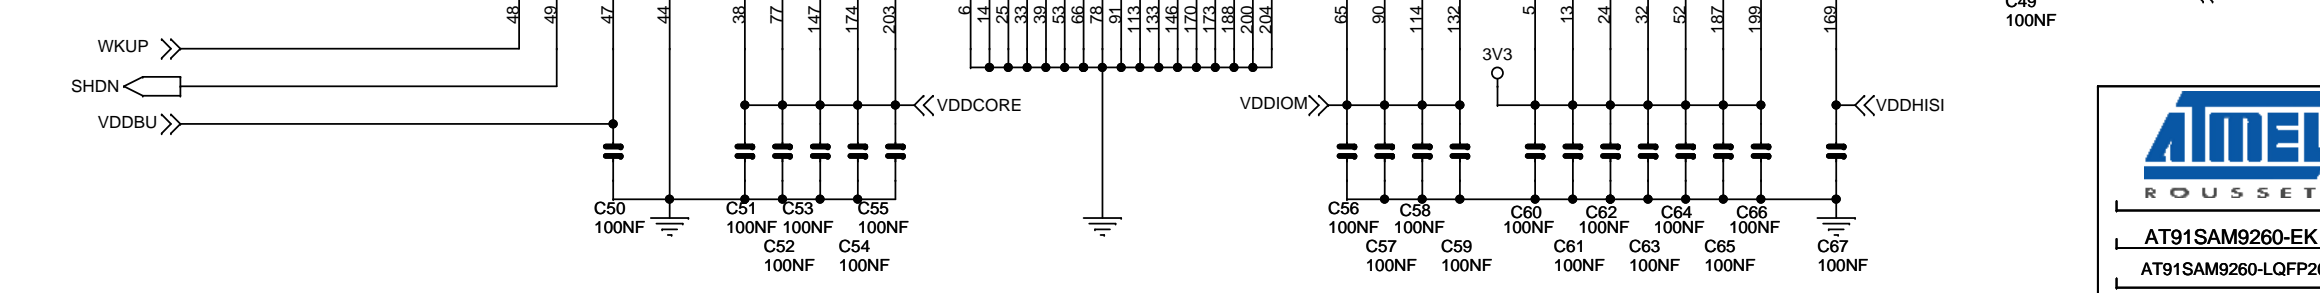 48 49 47 44 38 77 147 174 203 6 14 25 33 39 53 66 78 91 113 133 146 170 173 188 200 204 65 90 114 132 5 13 24 32 52 187 199 169
C49
100NF
WKUP
3V3
SHDN
VDDCORE
VDDIOM
VDDHISI
VDDBU
ATMEL
ROUSSET
C50 C51 C53 C55 C56 C58 C60 C62 C64 C66
100NF 100NF 100NF 100NF 100NF 100NF 100NF 100NF 100NF 100NF
C52 C54 C57 C59 C61 C63 C65 C67
100NF 100NF 100NF 100NF 100NF 100NF 100NF 100NF
AT91SAM9260-EK
AT91SAM9260-LQFP20